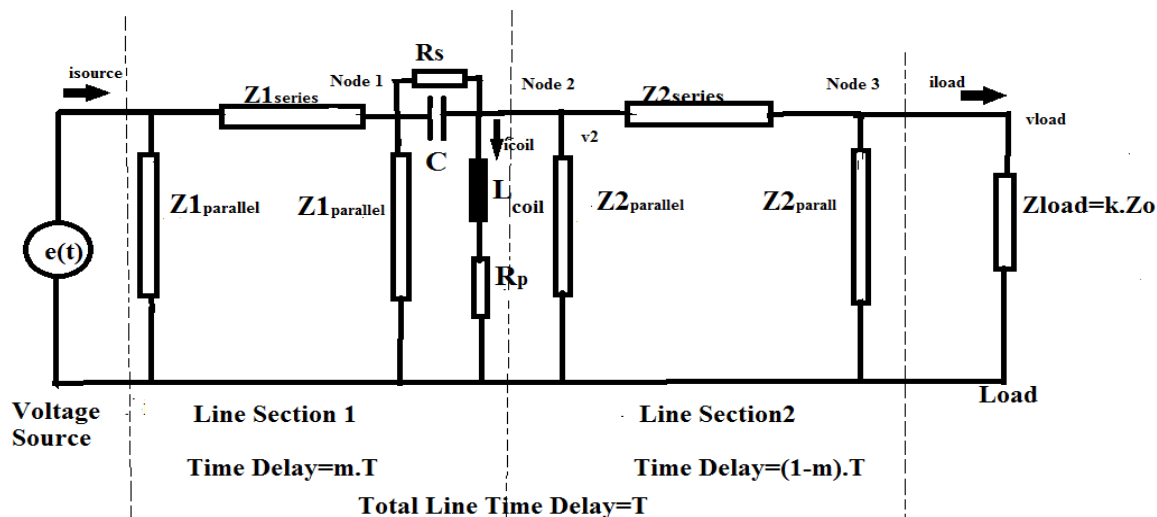 Rs
isource
Node 1
Node 2
Node 3
iload
Z1series
Z2series
vload
icoil
v2
C
L coil
Z1parallel
Z1parallel
Z2parallel
Z2parall
Zload=k.Zo
e(t)
Rp
Load
Voltage
Source
Line Section 1
Line Section2
Time Delay=m.T
Time Delay=(1-m).T
Total Line Time Delay=T